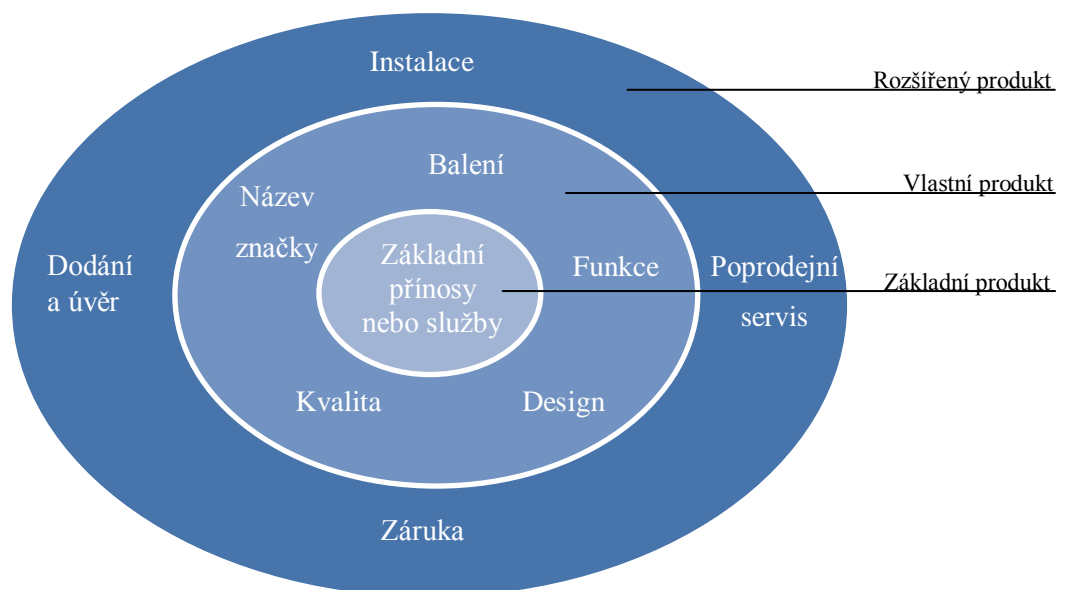 Instalace
Rozšířený produkt
Balení
Vlastní produkt
Název
značky
Základní
přínosy
nebo služby
Funkce
Dodání
a úvěr
Poprodejní
servis
Základní produkt
Kvalita
Design
Záruka